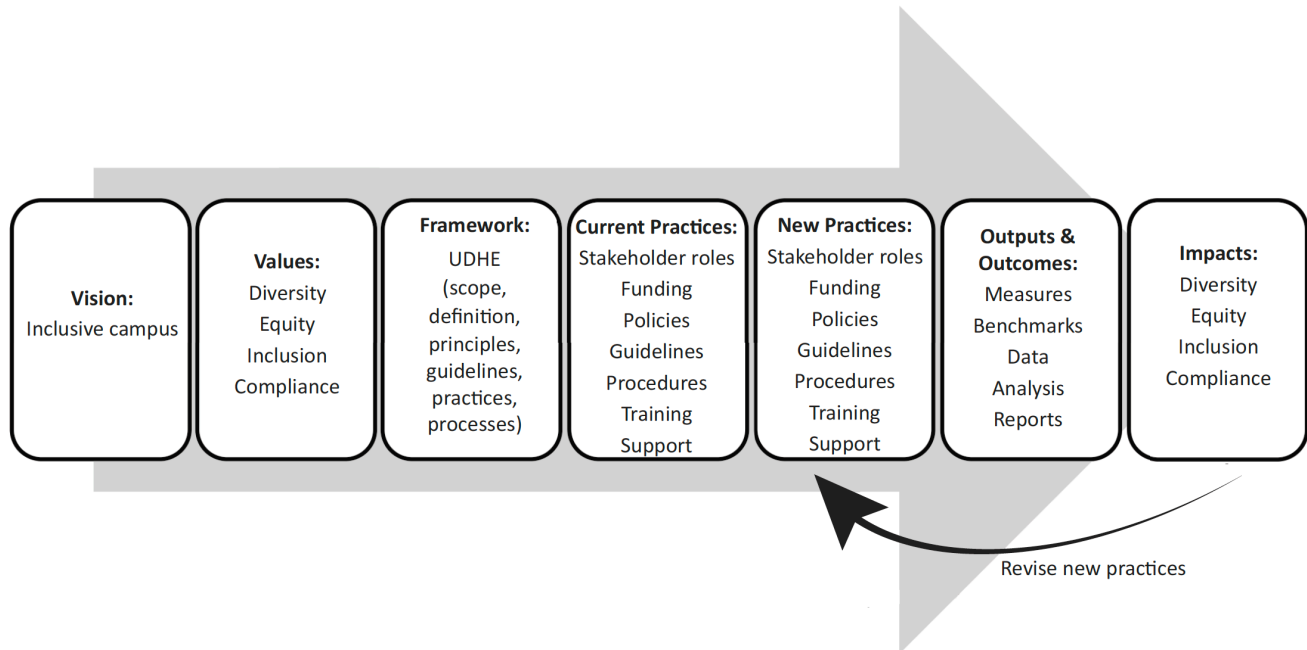 Vision:
Inclusive campus
Values:
Diversity
Equity
Inclusion
Compliance
Framework:
UDHE
(scope,
definition,
principles,
guidelines,
practices,
processes)
Current Practices:
Stakeholder roles
Funding
Policies
Guidelines
Procedures
Training
Support
New Practices:
Stakeholder roles
Funding
Policies
Guidelines
Procedures
Training
Support
Outputs &
Outcomes:
Measures
Benchmarks
Data
Analysis
Reports
Impacts:
Diversity
Equity
Inclusion
Compliance
Revise new practices